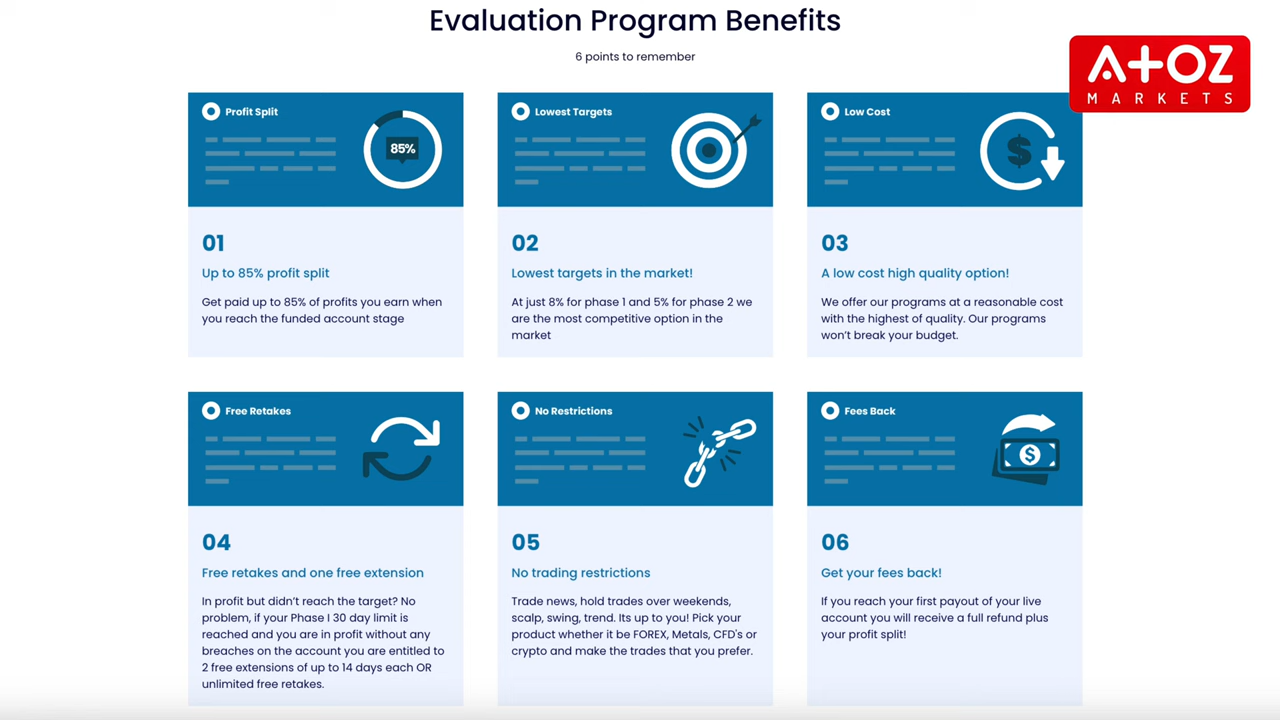 Evaluation Program Benefits
6 points to remember
A+OZ
MARKETS
Profit Split
85%
Lowest Targets
Low Cost
$
01
Up to 85% profit split
Get paid up to 85% of profits you earn when
you reach the funded account stage
02
Lowest targets in the market!
At just 8% for phase 1 and 5% for phase 2 we
are the most competitive option in the
market
03
A low cost high quality option!
We offer our programs at a reasonable cost
with the highest of quality. Our programs
won’t break your budget.
Free Retakes
No Restrictions
Fees Back
$
04
Free retakes and one free extension
In profit but didn’t reach the target? No
problem, if your Phase I 30 day limit is
reached and you are in profit without any
breaches on the account you are entitled to
2 free extensions of up to 14 days each OR
unlimited free retakes.
05
No trading restrictions
Trade news, hold trades over weekends,
scalp, swing, trend. Its up to you! Pick your
product whether it be FOREX, Metals, CFD's or
crypto and make the trades that you prefer.
06
Get your fees back!
If you reach your first payout of your live
account you will receive a full refund plus
your profit split!